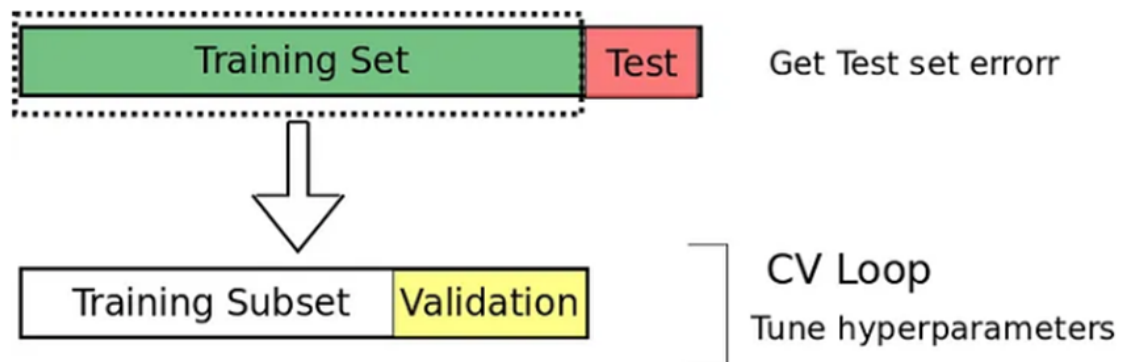 Training Set
Test
Get Test set errorr
Training Subset
Validation
CV Loop
Tune hyperparameters